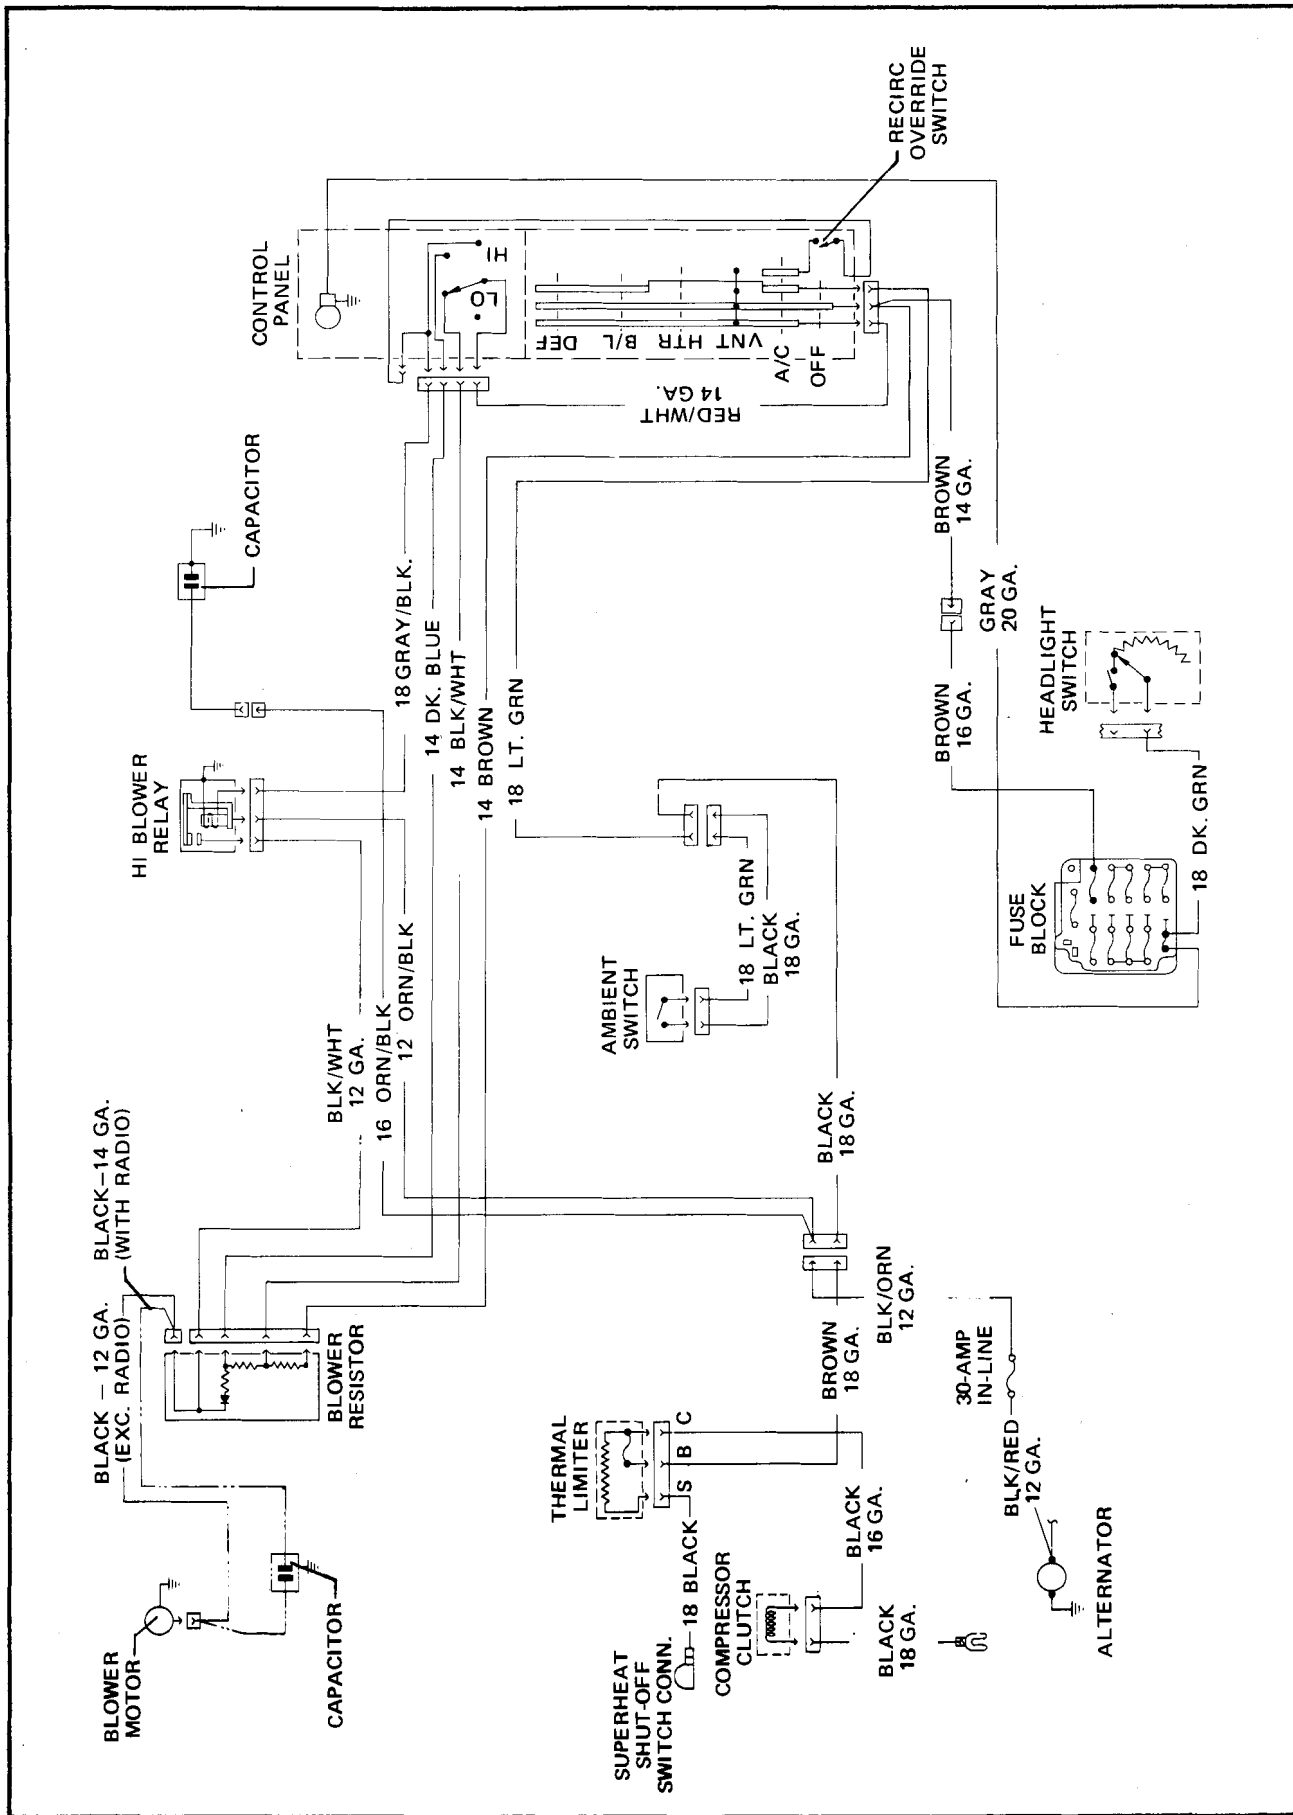 BLOWER
MOTOR
CAPACITOR
BLACK – 12 GA.
(EXC. RADIO)
BLACK–14 GA.
(WITH RADIO)
BLOWER
RESISTOR
BLK/WHT
12 GA.
16 ORN/BLK
12 ORN/BLK
HI BLOWER
RELAY
CAPACITOR
18 GRAY/BLK.
14 DK. BLUE
14 BLK/WHT
14 BROWN
18 LT. GRN
CONTROL
PANEL
HI
LO
DEF
B/L
HTR
VNT
A/C
OFF
RED/WHT
14 GA.
RECIRC
OVERRIDE
SWITCH
SUPERHEAT
SHUT-OFF
SWITCH CONN.
18 BLACK
THERMAL
LIMITER
S
B
C
COMPRESSOR
CLUTCH
BLACK
16 GA.
BLACK
18 GA.
BROWN
18 GA.
BLK/ORN
12 GA.
BLACK
18 GA.
AMBIENT
SWITCH
18 LT. GRN
BLACK
18 GA.
30-AMP
IN-LINE
BLK/RED
12 GA.
ALTERNATOR
FUSE
BLOCK
18 DK. GRN
HEADLIGHT
SWITCH
BROWN
16 GA.
GRAY
20 GA.
BROWN
14 GA.